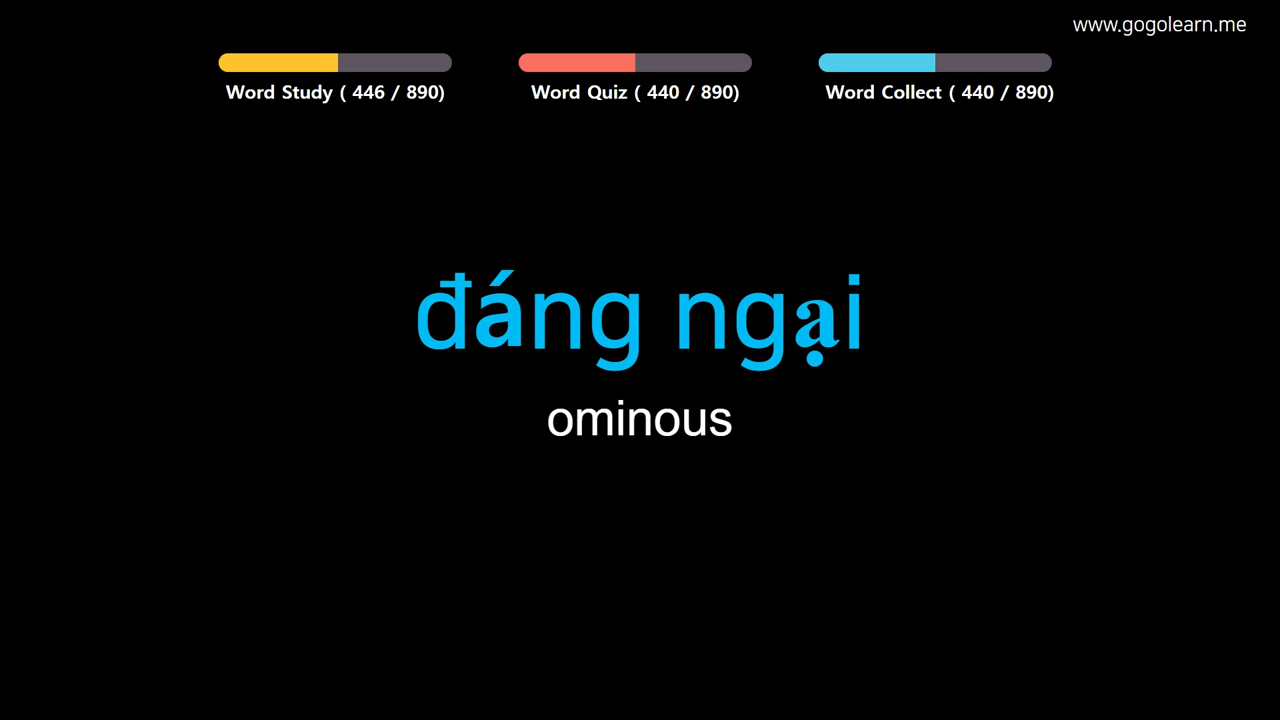 www.gogolearn.me
Word Study ( 446 / 890)
Word Quiz ( 440 / 890)
Word Collect ( 440 / 890)
đáng ngại
ominous